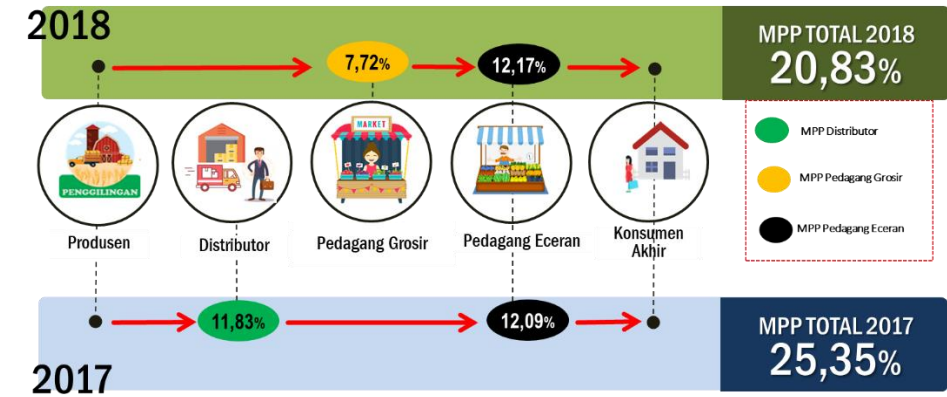 2018
7,72%
12,17%
MPP TOTAL 2018
20,83%
MARKET
PENGGILINGAN
Produsen
Distributor
Pedagang Grosir
Pedagang Eceran
Konsumen
Akhir
MPP Distributor
MPP Pedagang Grosir
MPP Pedagang Eceran
11,83%
12,09%
MPP TOTAL 2017
25,35%
2017